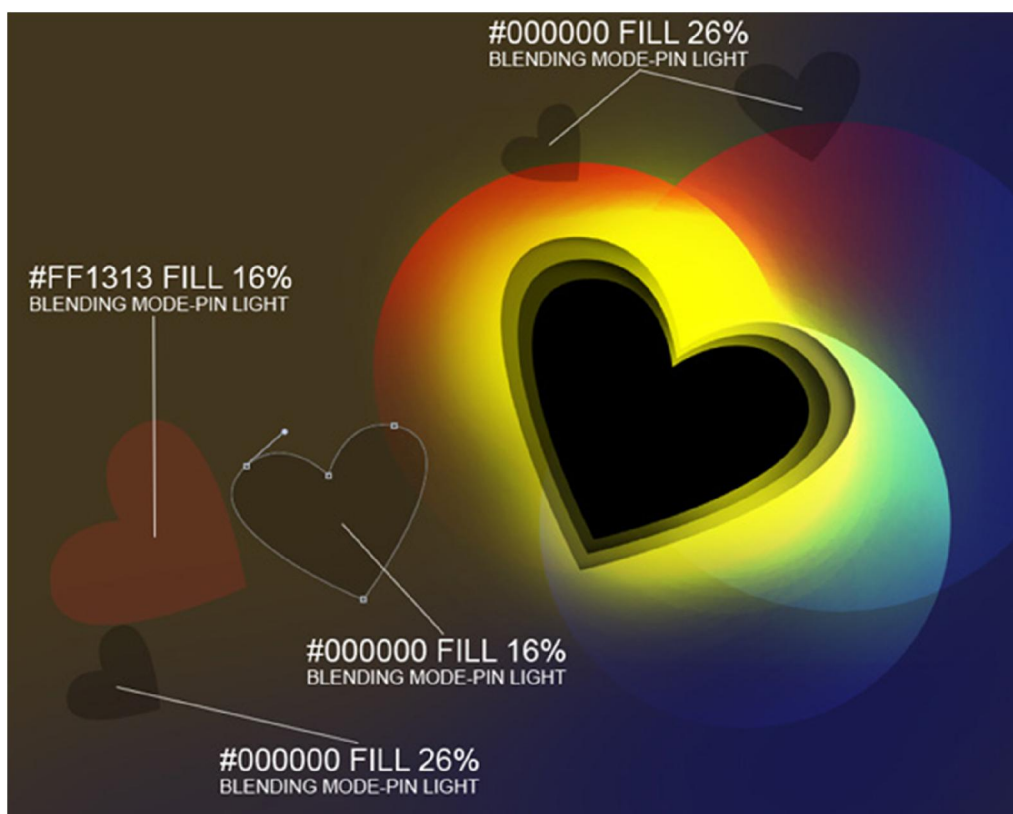 #000000 FILL 26%
BLENDING MODE-PIN LIGHT
#FF1313 FILL 16%
BLENDING MODE-PIN LIGHT
#000000 FILL 16%
BLENDING MODE-PIN LIGHT
#000000 FILL 26%
BLENDING MODE-PIN LIGHT